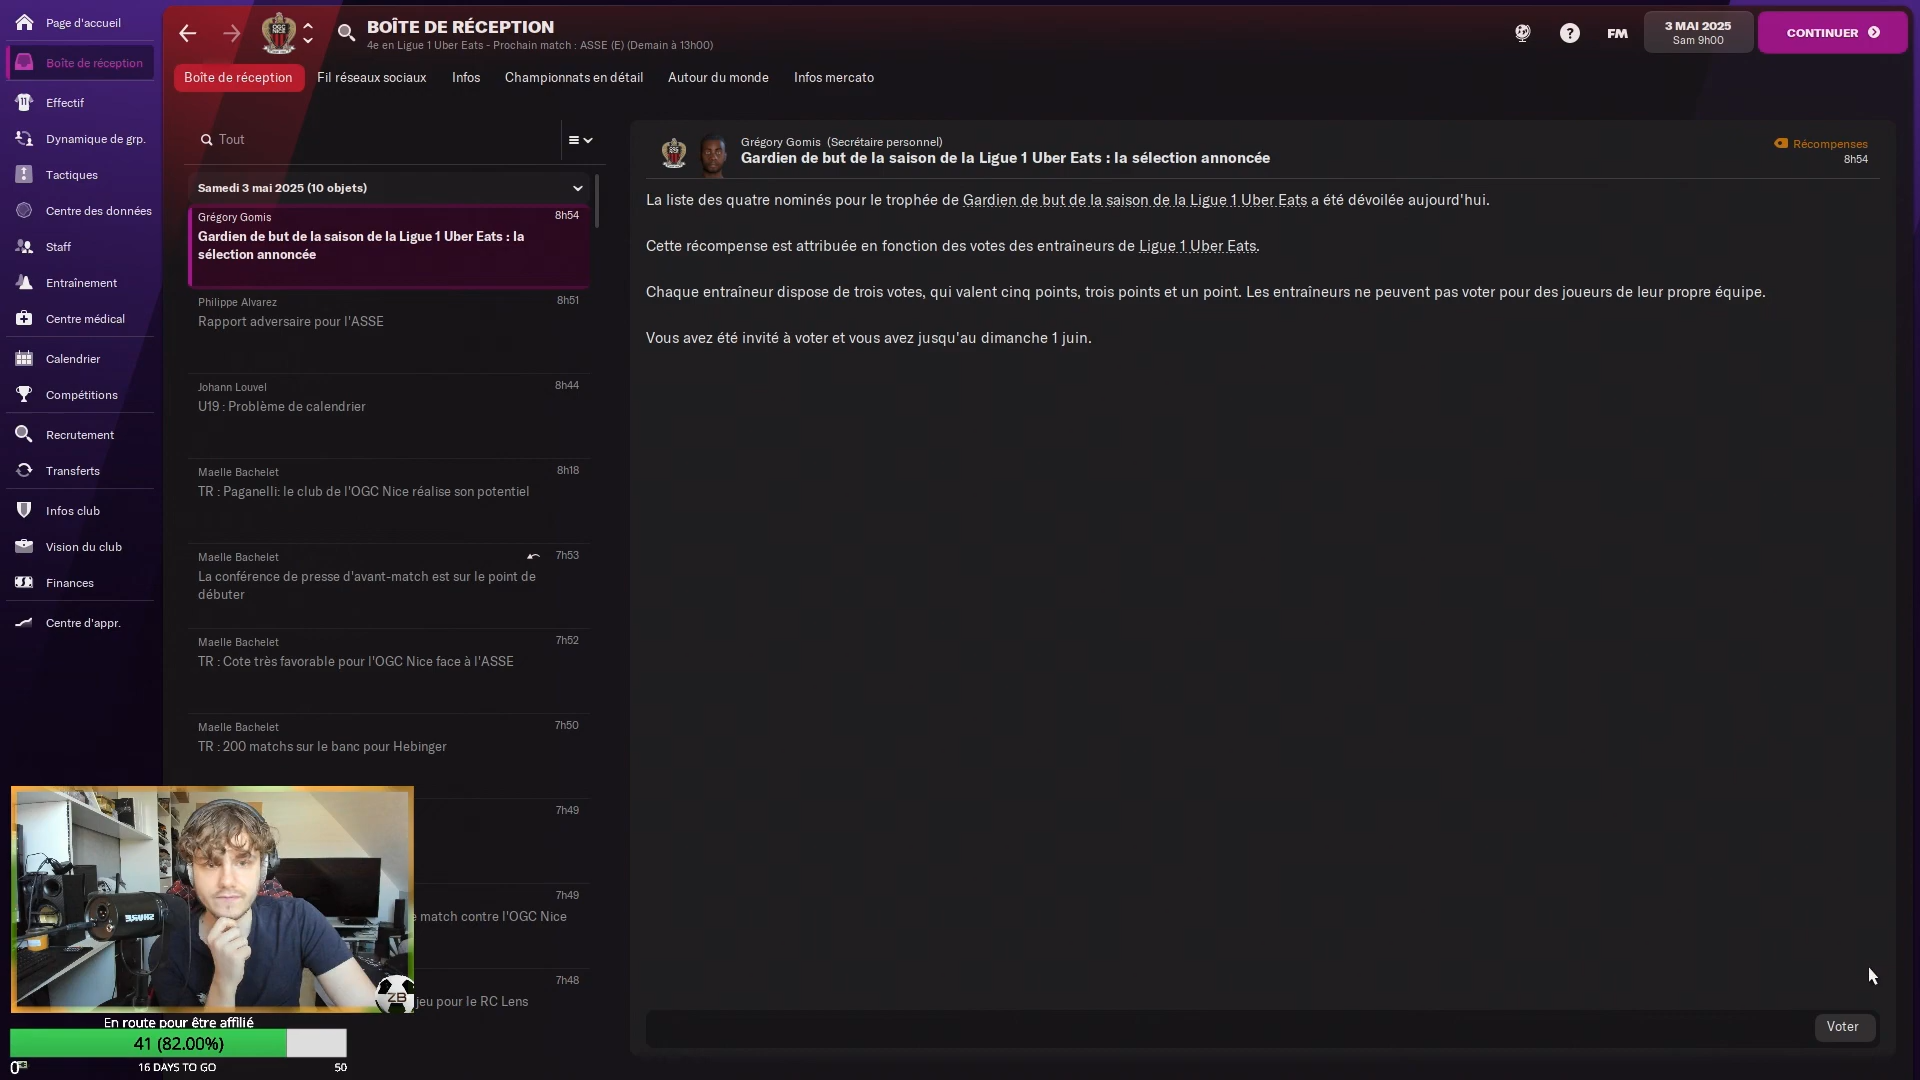 Page d'accueil
Boîte de réception
Effectif
Dynamique de grp.
Tactiques
Centre des données
Staff
Entraînement
Centre médical
Calendrier
Compétitions
Recrutement
Transferts
Infos club
Vision du club
Finances
Centre d'appr.
BOÎTE DE RÉCEPTION
4e en Ligue 1 Uber Eats - Prochain match : ASSE (E) (Demain à 13h00)
FM
3 MAI 2025
Sam 9h00
CONTINUER
Boîte de réception
Fil réseaux sociaux
Infos
Championnats en détail
Autour du monde
Infos mercato
Tout
Samedi 3 mai 2025 (10 objets)
Grégory Gomis 8h54
Gardien de but de la saison de la Ligue 1 Uber Eats : la
sélection annoncée
Philippe Alvarez 8h51
Rapport adversaire pour l'ASSE
Johann Louvel 8h44
U19 : Problème de calendrier
Maelle Bachelet 8h18
TR : Paganelli: le club de l'OGC Nice réalise son potentiel
Maelle Bachelet 7h53
La conférence de presse d'avant-match est sur le point de
débuter
Maelle Bachelet 7h52
TR : Cote très favorable pour l'OGC Nice face à l'ASSE
Maelle Bachelet 7h50
TR : 200 matchs sur le banc pour Hebinger
7h49
7h49
match contre l'OGC Nice
7h48
jeu pour le RC Lens
Grégory Gomis (Secrétaire personnel)
Gardien de but de la saison de la Ligue 1 Uber Eats : la sélection annoncée
Récompenses
8h54
La liste des quatre nominés pour le trophée de Gardien de but de la saison de la Ligue 1 Uber Eats a été dévoilée aujourd'hui.
Cette récompense est attribuée en fonction des votes des entraîneurs de Ligue 1 Uber Eats.
Chaque entraîneur dispose de trois votes, qui valent cinq points, trois points et un point. Les entraîneurs ne peuvent pas voter pour des joueurs de leur propre équipe.
Vous avez été invité à voter et vous avez jusqu'au dimanche 1 juin.
Voter
SHURE
ZB
En route pour être affilié
41 (82.00%)
0
16 DAYS TO GO
50